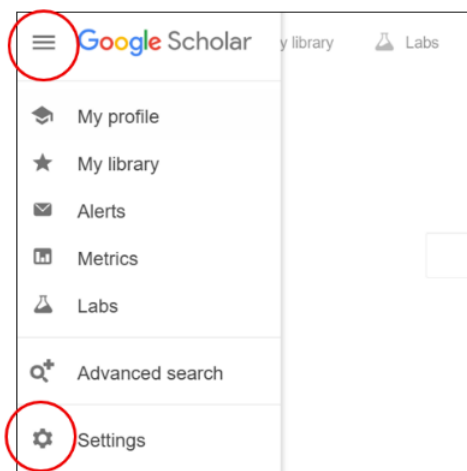 Google Scholar
y library
Labs
My profile
My library
Alerts
Metrics
Labs
Advanced search
Settings